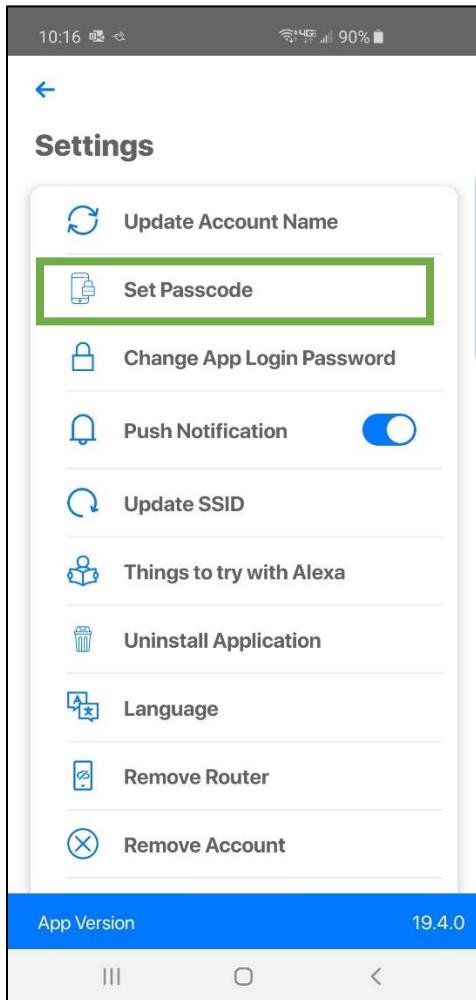 10:16 4GE 90%
Settings
Update Account Name
Set Passcode
Change App Login Password
Push Notification
Update SSID
Things to try with Alexa
Uninstall Application
Language
Remove Router
Remove Account
App Version 19.4.0